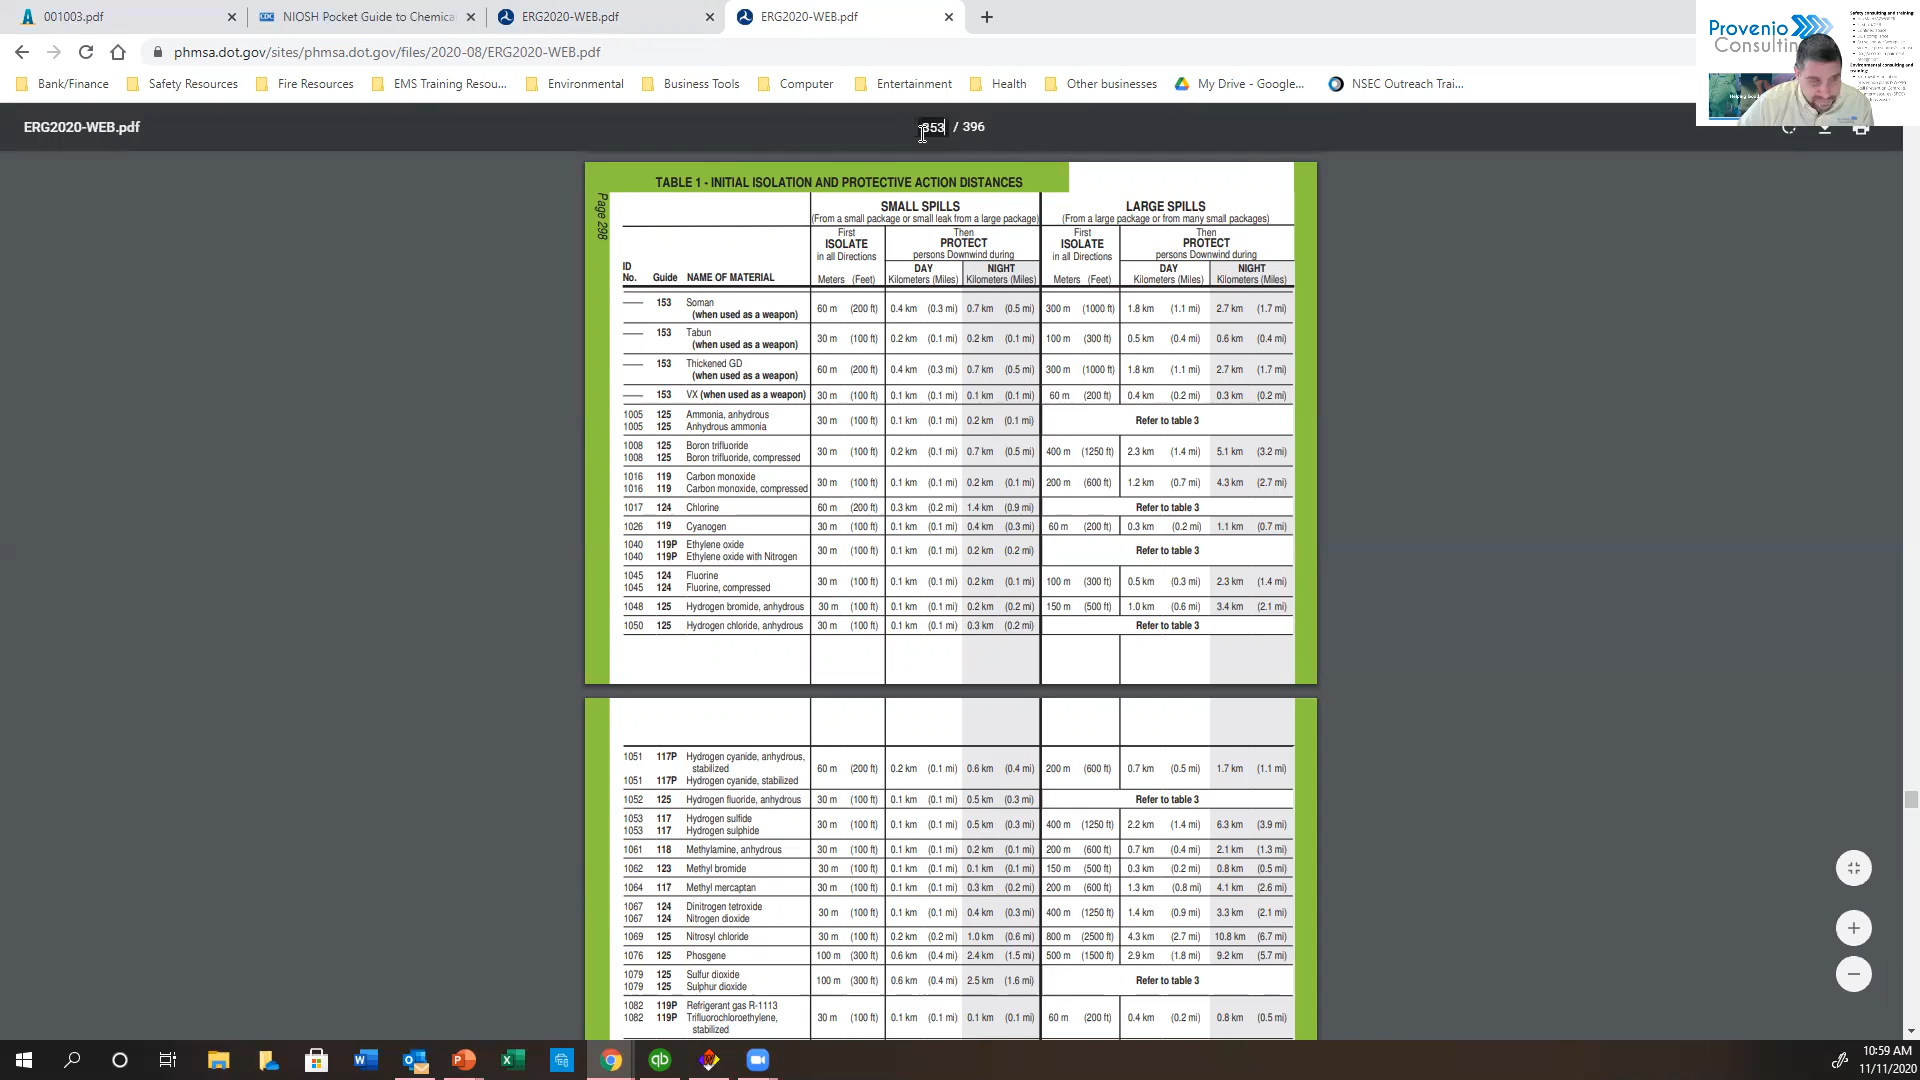 001003.pdf
NIOSH Pocket Guide to Chemica
ERG2020-WEB.pdf
ERG2020-WEB.pdf
phmsa.dot.gov/sites/phmsa.dot.gov/files/2020-08/ERG2020-WEB.pdf
Bank/Finance Safety Resources Fire Resources EMS Training Resou... Environmental Business Tools Computer Entertainment Health Other businesses My Drive - Google... NSEC Outreach Trai...
Provenio
Consulting
Safety consulting and training:
ERG2020-WEB.pdf
353 / 396
Page 298
TABLE 1 - INITIAL ISOLATION AND PROTECTIVE ACTION DISTANCES
SMALL SPILLS LARGE SPILLS
(From a small package or small leak from a large package) (From a large package or from many small packages)
First Then First Then
ISOLATE PROTECT ISOLATE PROTECT
in all Directions persons Downwind during in all Directions persons Downwind during
ID DAY NIGHT DAY NIGHT
No. Guide NAME OF MATERIAL Meters (Feet) Kilometers (Miles) Kilometers (Miles) Meters (Feet) Kilometers (Miles) Kilometers (Miles)
153 Soman
(when used as a weapon) 60 m (200 ft) 0.4 km (0.3 mi) 0.7 km (0.5 mi) 300 m (1000 ft) 1.8 km (1.1 mi) 2.7 km (1.7 mi)
153 Tabun
(when used as a weapon) 30 m (100 ft) 0.2 km (0.1 mi) 0.2 km (0.1 mi) 100 m (300 ft) 0.5 km (0.4 mi) 0.6 km (0.4 mi)
153 Thickened GD
(when used as a weapon) 60 m (200 ft) 0.4 km (0.3 mi) 0.7 km (0.5 mi) 300 m (1000 ft) 1.8 km (1.1 mi) 2.7 km (1.7 mi)
153 VX (when used as a weapon) 30 m (100 ft) 0.1 km (0.1 mi) 0.1 km (0.1 mi) 60 m (200 ft) 0.4 km (0.2 mi) 0.3 km (0.2 mi)
1005 125 Ammonia, anhydrous
1005 125 Anhydrous ammonia 30 m (100 ft) 0.1 km (0.1 mi) 0.2 km (0.1 mi) Refer to table 3
1008 125 Boron trifluoride
1008 125 Boron trifluoride, compressed 30 m (100 ft) 0.2 km (0.1 mi) 0.7 km (0.5 mi) 400 m (1250 ft) 2.3 km (1.4 mi) 5.1 km (3.2 mi)
1016 119 Carbon monoxide
1016 119 Carbon monoxide, compressed 30 m (100 ft) 0.1 km (0.1 mi) 0.2 km (0.1 mi) 200 m (600 ft) 1.2 km (0.7 mi) 4.3 km (2.7 mi)
1017 124 Chlorine 60 m (200 ft) 0.3 km (0.2 mi) 1.4 km (0.9 mi) Refer to table 3
1026 119 Cyanogen 30 m (100 ft) 0.1 km (0.1 mi) 0.4 km (0.3 mi) 60 m (200 ft) 0.3 km (0.2 mi) 1.1 km (0.7 mi)
1040 119P Ethylene oxide
1040 119P Ethylene oxide with Nitrogen 30 m (100 ft) 0.1 km (0.1 mi) 0.2 km (0.2 mi) Refer to table 3
1045 124 Fluorine
1045 124 Fluorine, compressed 30 m (100 ft) 0.1 km (0.1 mi) 0.2 km (0.1 mi) 100 m (300 ft) 0.5 km (0.3 mi) 2.3 km (1.4 mi)
1048 125 Hydrogen bromide, anhydrous 30 m (100 ft) 0.1 km (0.1 mi) 0.2 km (0.2 mi) 150 m (500 ft) 1.0 km (0.6 mi) 3.4 km (2.1 mi)
1050 125 Hydrogen chloride, anhydrous 30 m (100 ft) 0.1 km (0.1 mi) 0.3 km (0.2 mi) Refer to table 3
1051 117P Hydrogen cyanide, anhydrous,
stabilized 60 m (200 ft) 0.2 km (0.1 mi) 0.6 km (0.4 mi) 200 m (600 ft) 0.7 km (0.5 mi) 1.7 km (1.1 mi)
1051 117P Hydrogen cyanide, stabilized
1052 125 Hydrogen fluoride, anhydrous 30 m (100 ft) 0.1 km (0.1 mi) 0.5 km (0.3 mi) Refer to table 3
1053 117 Hydrogen sulfide
1053 117 Hydrogen sulphide 30 m (100 ft) 0.1 km (0.1 mi) 0.5 km (0.3 mi) 400 m (1250 ft) 2.2 km (1.4 mi) 6.3 km (3.9 mi)
1061 118 Methylamine, anhydrous 30 m (100 ft) 0.1 km (0.1 mi) 0.2 km (0.1 mi) 200 m (600 ft) 0.7 km (0.4 mi) 2.1 km (1.3 mi)
1062 123 Methyl bromide 30 m (100 ft) 0.1 km (0.1 mi) 0.1 km (0.1 mi) 150 m (500 ft) 0.3 km (0.2 mi) 0.8 km (0.5 mi)
1064 117 Methyl mercaptan 30 m (100 ft) 0.1 km (0.1 mi) 0.3 km (0.2 mi) 200 m (600 ft) 1.3 km (0.8 mi) 4.1 km (2.6 mi)
1067 124 Dinitrogen tetroxide
1067 124 Nitrogen dioxide 30 m (100 ft) 0.1 km (0.1 mi) 0.4 km (0.3 mi) 400 m (1250 ft) 1.4 km (0.9 mi) 3.3 km (2.1 mi)
1069 125 Nitrosyl chloride 30 m (100 ft) 0.2 km (0.2 mi) 1.0 km (0.6 mi) 800 m (2500 ft) 4.3 km (2.7 mi) 10.8 km (6.7 mi)
1076 125 Phosgene 100 m (300 ft) 0.6 km (0.4 mi) 2.4 km (1.5 mi) 500 m (1500 ft) 2.9 km (1.8 mi) 9.2 km (5.7 mi)
1079 125 Sulfur dioxide
1079 125 Sulphur dioxide 100 m (300 ft) 0.6 km (0.4 mi) 2.5 km (1.6 mi) Refer to table 3
1082 119P Refrigerant gas R-1113
1082 119P Trifluorochloroethylene,
stabilized 30 m (100 ft) 0.1 km (0.1 mi) 0.1 km (0.1 mi) 60 m (200 ft) 0.4 km (0.2 mi) 0.8 km (0.5 mi)
10:59 AM
11/11/2020